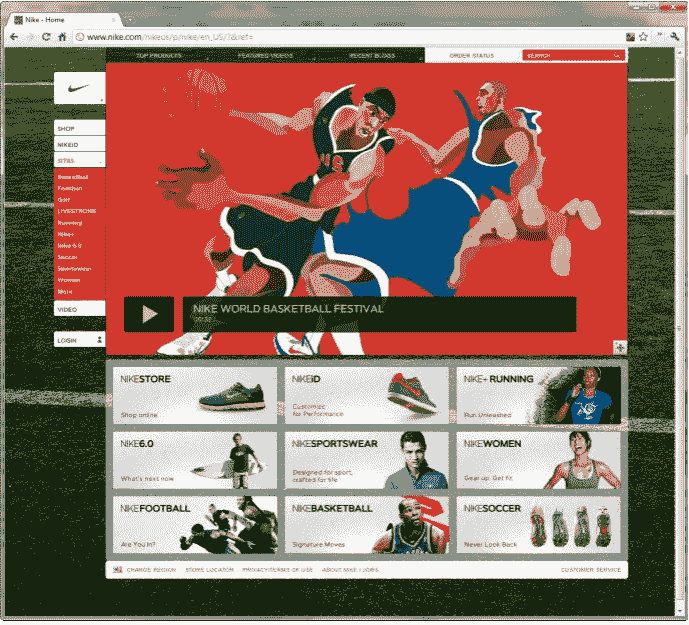 Nike - Home
www.nike.com/nikeos/p/nike/en_US/?&ref=
TOP PRODUCTS
FEATURED VIDEOS
RECENT BLOGS
ORDER STATUS
SEARCH
SHOP
NIKEID
SITES
Basketball
Football
Golf
LIVESTRONG
Running
Nike+
Nike 6.0
Soccer
Sportswear
Women
More
VIDEO
LOGIN
NIKE WORLD BASKETBALL FESTIVAL
NIKESTORE
Shop online
NIKEiD
Customize
for Performance
NIKE+ RUNNING
Run Unleashed
NIKE6.0
What's next now
NIKESPORTSWEAR
Designed for sport,
crafted for life
NIKEWOMEN
Gear up. Get fit.
NIKEFOOTBALL
Are You In?
NIKEBASKETBALL
Signature Moves
NIKESOCCER
Never Look Back
CHANGE REGION
STORE LOCATOR
PRIVACY/TERMS OF USE
ABOUT NIKE / JOBS
CUSTOMER SERVICE